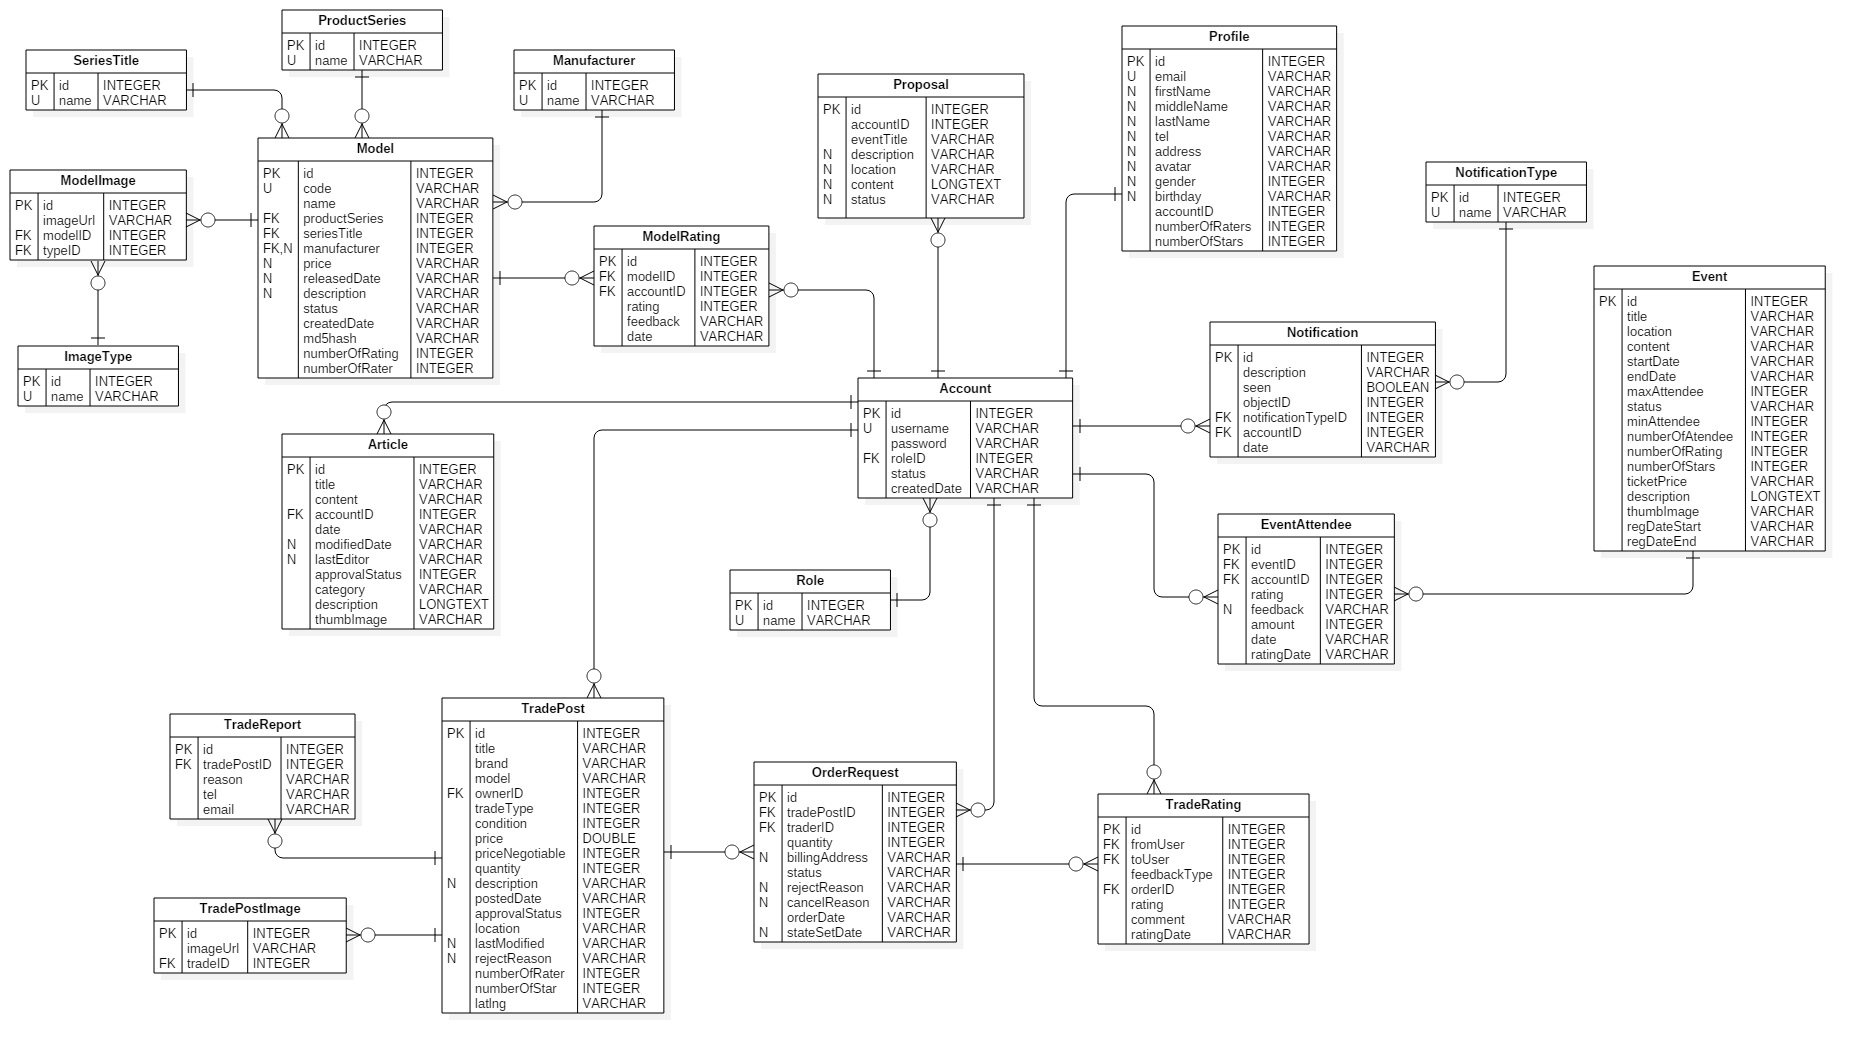 ProductSeries
PK id INTEGER
U name VARCHAR
SeriesTitle
PK id INTEGER
U name VARCHAR
Manufacturer
PK id INTEGER
U name VARCHAR
Model
PK id INTEGER
U code VARCHAR
name VARCHAR
FK productSeries INTEGER
FK seriesTitle INTEGER
FK,N manufacturer INTEGER
N price VARCHAR
N releasedDate VARCHAR
N description VARCHAR
status VARCHAR
createdDate VARCHAR
md5hash VARCHAR
numberOfRating INTEGER
numberOfRater INTEGER
ModelImage
PK id INTEGER
imageUrl VARCHAR
FK modelID INTEGER
FK typeID INTEGER
ImageType
PK id INTEGER
U name VARCHAR
ModelRating
PK id INTEGER
FK modelID INTEGER
FK accountID INTEGER
rating INTEGER
feedback VARCHAR
date VARCHAR
Proposal
PK id INTEGER
accountID INTEGER
eventTitle VARCHAR
N description VARCHAR
N location VARCHAR
N content LONGTEXT
N status VARCHAR
Profile
PK id INTEGER
U email VARCHAR
N firstName VARCHAR
N middleName VARCHAR
N lastName VARCHAR
N tel VARCHAR
N address VARCHAR
N avatar VARCHAR
N gender INTEGER
N birthday VARCHAR
accountID INTEGER
numberOfRaters INTEGER
numberOfStars INTEGER
NotificationType
PK id INTEGER
U name VARCHAR
Notification
PK id INTEGER
description VARCHAR
seen BOOLEAN
objectID INTEGER
FK notificationTypeID INTEGER
FK accountID INTEGER
date VARCHAR
Event
PK id INTEGER
title VARCHAR
location VARCHAR
content VARCHAR
startDate VARCHAR
endDate VARCHAR
maxAttendee INTEGER
status VARCHAR
minAttendee INTEGER
numberOfAtendee INTEGER
numberOfRating INTEGER
numberOfStars INTEGER
ticketPrice VARCHAR
description LONGTEXT
thumbImage VARCHAR
regDateStart VARCHAR
regDateEnd VARCHAR
Account
PK id INTEGER
U username VARCHAR
password VARCHAR
FK roleID INTEGER
status VARCHAR
createdDate VARCHAR
Article
PK id INTEGER
title VARCHAR
content VARCHAR
FK accountID INTEGER
date VARCHAR
N modifiedDate VARCHAR
N lastEditor VARCHAR
approvalStatus INTEGER
category VARCHAR
description LONGTEXT
thumbImage VARCHAR
Role
PK id INTEGER
U name VARCHAR
EventAttendee
PK id INTEGER
FK eventID INTEGER
FK accountID INTEGER
rating INTEGER
N feedback VARCHAR
amount INTEGER
date VARCHAR
ratingDate VARCHAR
TradeReport
PK id INTEGER
FK tradePostID INTEGER
reason VARCHAR
tel VARCHAR
email VARCHAR
TradePostImage
PK id INTEGER
imageUrl VARCHAR
FK tradeID INTEGER
TradePost
PK id INTEGER
title VARCHAR
brand VARCHAR
model VARCHAR
FK ownerID INTEGER
tradeType INTEGER
condition INTEGER
price DOUBLE
priceNegotiable INTEGER
quantity INTEGER
N description VARCHAR
postedDate VARCHAR
approvalStatus INTEGER
location VARCHAR
N lastModified VARCHAR
N rejectReason VARCHAR
numberOfRater INTEGER
numberOfStar INTEGER
latlng VARCHAR
OrderRequest
PK id INTEGER
FK tradePostID INTEGER
FK traderID INTEGER
quantity INTEGER
N billingAddress VARCHAR
status VARCHAR
N rejectReason VARCHAR
N cancelReason VARCHAR
orderDate VARCHAR
N stateSetDate VARCHAR
TradeRating
PK id INTEGER
FK fromUser INTEGER
FK toUser INTEGER
feedbackType INTEGER
FK orderID INTEGER
rating INTEGER
comment VARCHAR
ratingDate VARCHAR